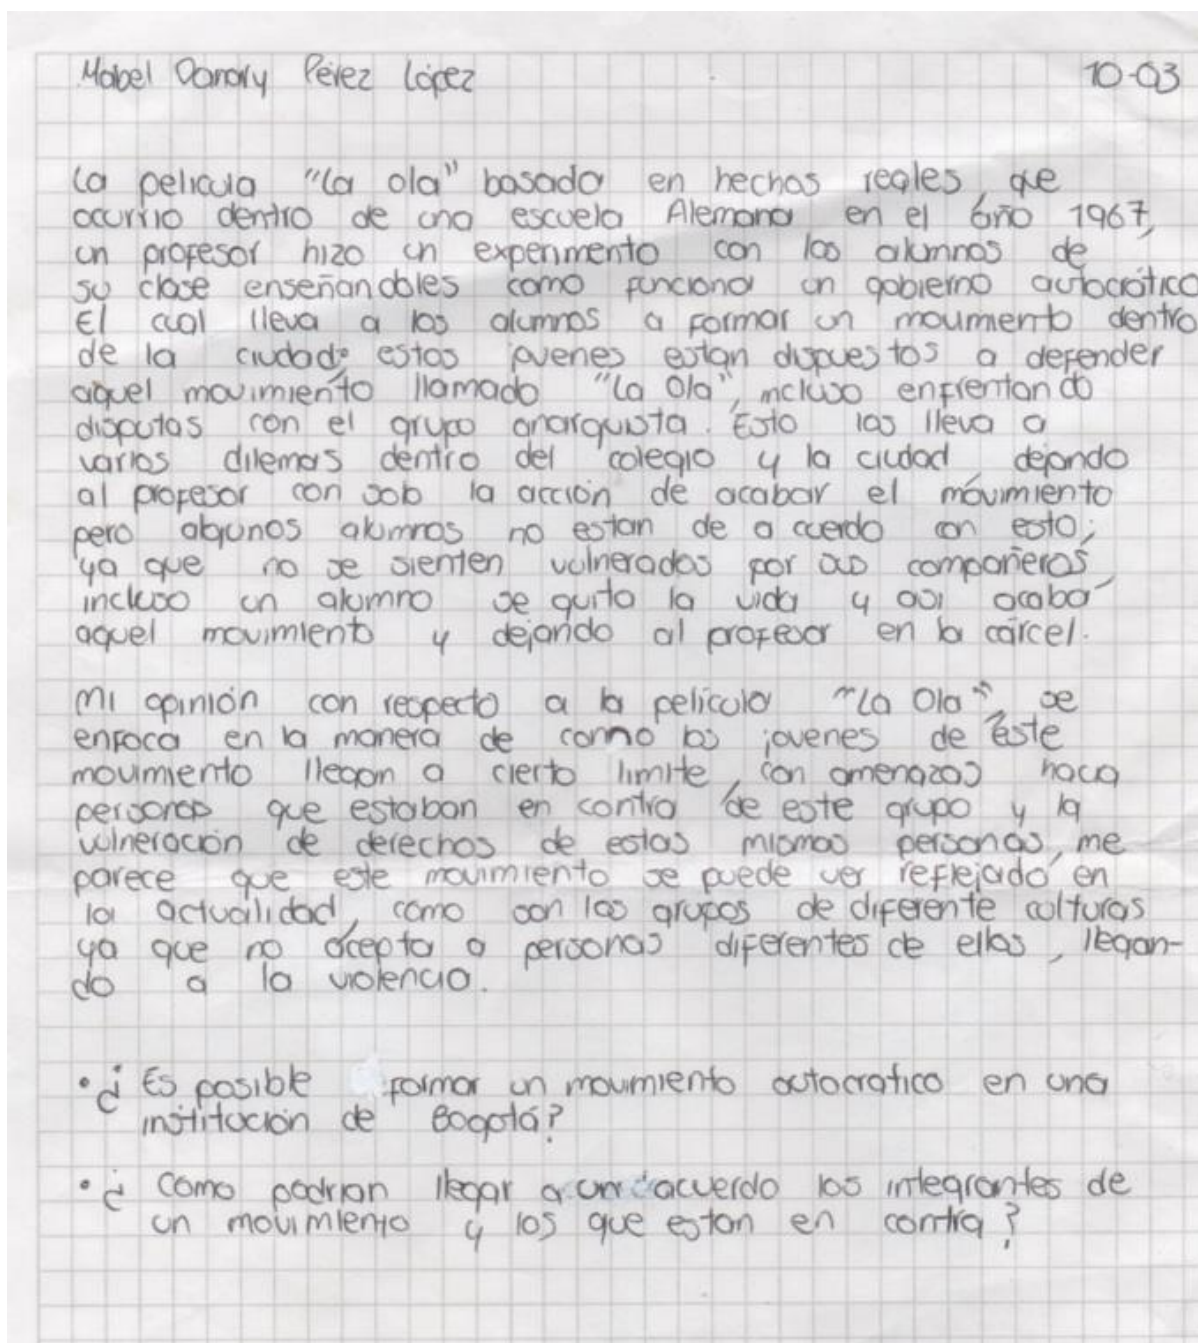 Mabel Danaly Pérez López 10-03
La pelicula "La ola" basada en hechos reales, que
ocurrio dentro de una escuela Alemana en el año 1967,
un profesor hizo un experimento con los alumnos de
su clase enseñandoles como funciona un gobierno autocrático
El cual lleva a los alumnos a formar un movimiento dentro
de la ciudad, estos jovenes estan dispuestos a defender
aquel movimiento llamado "La Ola", incluso enfrentando
disputas con el grupo anarquista. Esto los lleva a
varios dilemas dentro del colegio y la ciudad, dejando
al profesor con solo la acción de acabar el movimiento
pero algunos alumnos no estan de a cuerdo con esto,
ya que no se sienten vulnerados por sus compañeros,
incluso un alumno se quito la vida y asi acabá
aquel movimiento y dejando al profesor en la cárcel.
Mi opinión con respecto a la pelicula "La Ola", se
enfoca en la manera de como los jovenes de éste
movimiento llegan a cierto limite, con amenazas hacia
personas que estaban en contra de este grupo y la
vulneración de derechos de estas mismas personas, me
parece que este movimiento se puede ver reflejado en
la actualidad, como son los grupos de diferente culturas
ya que no acepta a personas diferentes de ellos, llegan-
do a la violencia.
• ¿ Es posible formar un movimiento autocratico en una
institución de Bogotá?
• ¿ Como podrian llegar a un acuerdo los integrantes de
un movimiento y los que estan en contra?